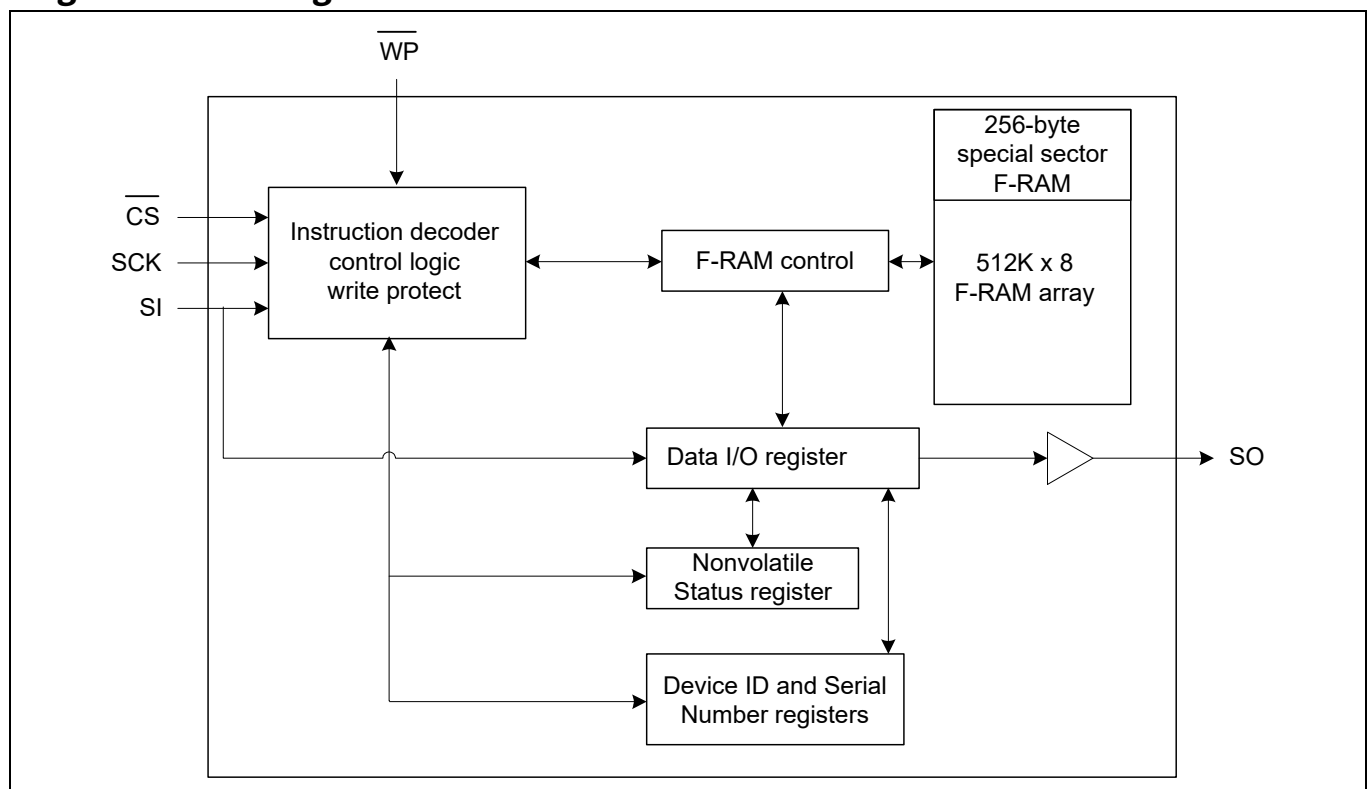 WP
256-byte
special sector
F-RAM
CS
SCK
SI
Instruction decoder
control logic
write protect
F-RAM control
512K x 8
F-RAM array
Data I/O register
SO
Nonvolatile
Status register
Device ID and Serial
Number registers